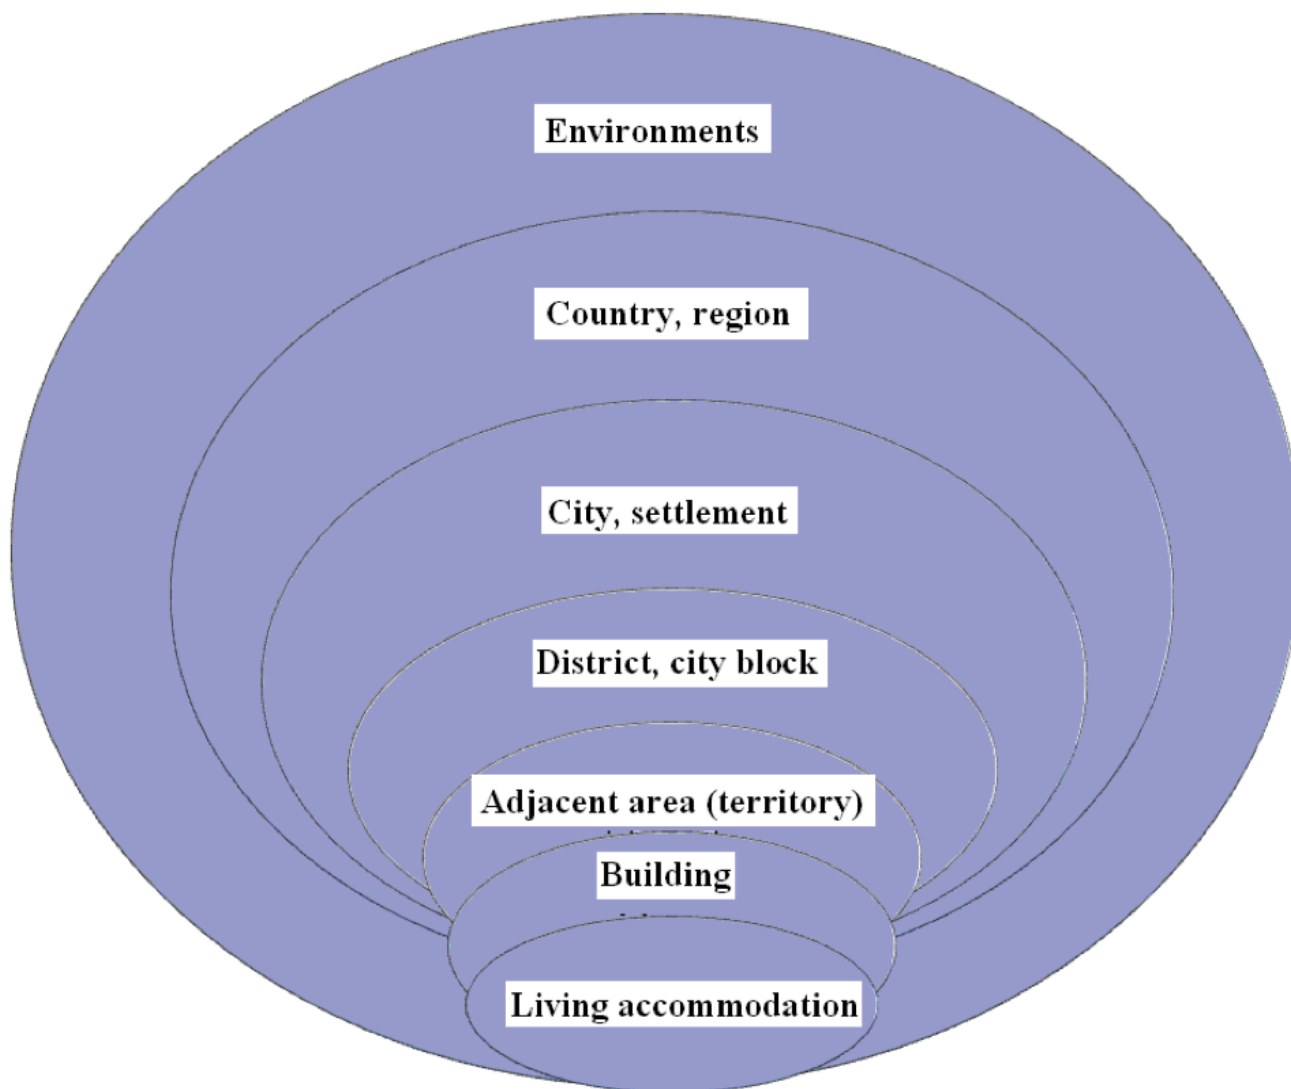 Environments
Country, region
City, settlement
District, city block
Adjacent area (territory)
Building
Living accommodation